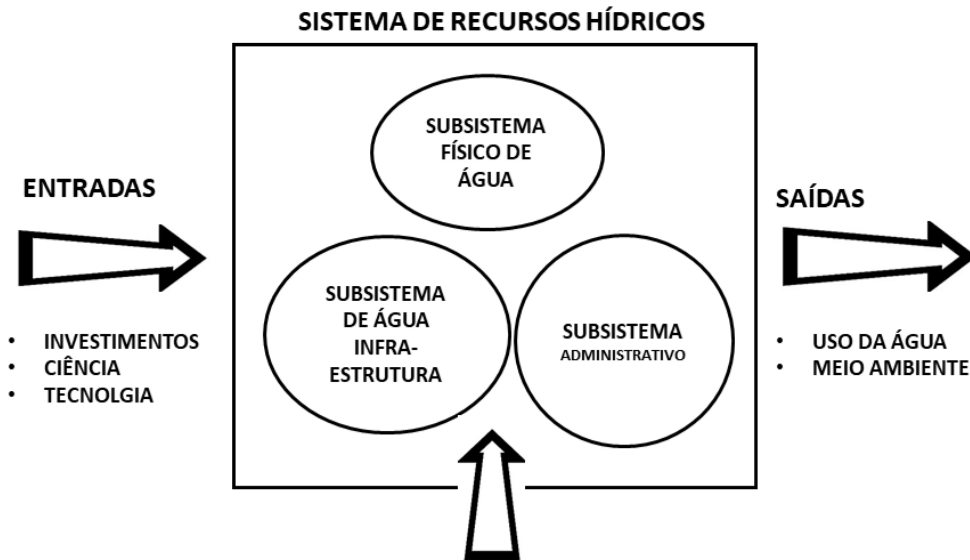 SISTEMA DE RECURSOS HÍDRICOS
SUBSISTEMA
FÍSICO DE
ÁGUA
ENTRADAS
• INVESTIMENTOS
• CIÊNCIA
• TECNOLGIA
SUBSISTEMA
DE ÁGUA
INFRA-
ESTRUTURA
SUBSISTEMA
ADMINISTRATIVO
SAÍDAS
• USO DA ÁGUA
• MEIO AMBIENTE